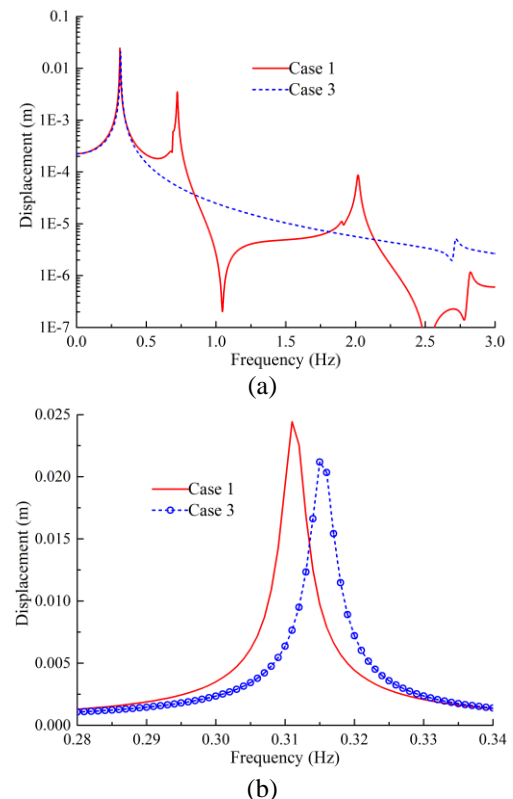 0.1
0.01
1E-3
1E-4
1E-5
1E-6
1E-7
Displacement (m)
Case 1
Case 3
0.0 0.5 1.0 1.5 2.0 2.5 3.0
Frequency (Hz)
(a)
0.025
0.020
0.015
0.010
0.005
0.000
Displacement (m)
Case 1
Case 3
0.28 0.29 0.30 0.31 0.32 0.33 0.34
Frequency (Hz)
(b)